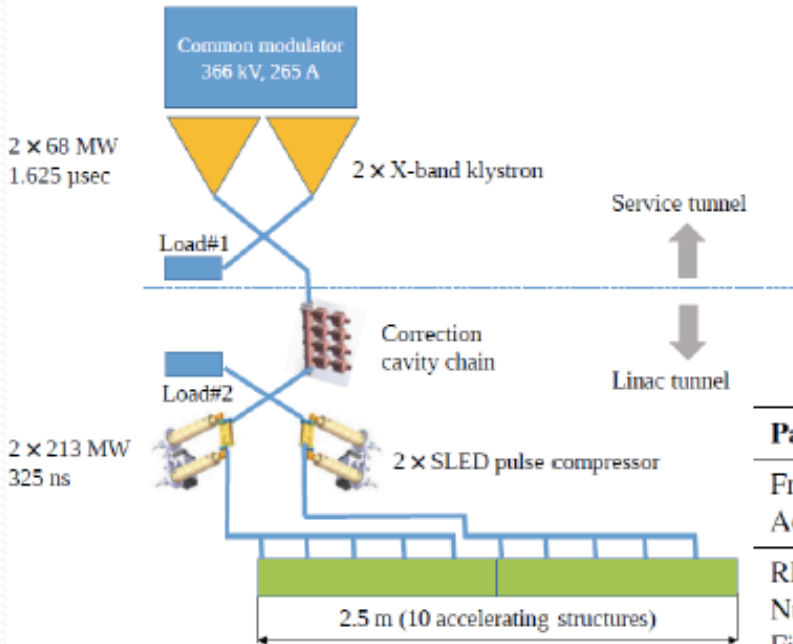 Common modulator
366 kV, 265 A
2 × 68 MW
1.625 μsec
2 × X-band klystron
Service tunnel
Load#1
Correction
cavity chain
Linac tunnel
Load#2
2 × 213 MW
325 ns
2 × SLED pulse compressor
2.5 m (10 accelerating structures)